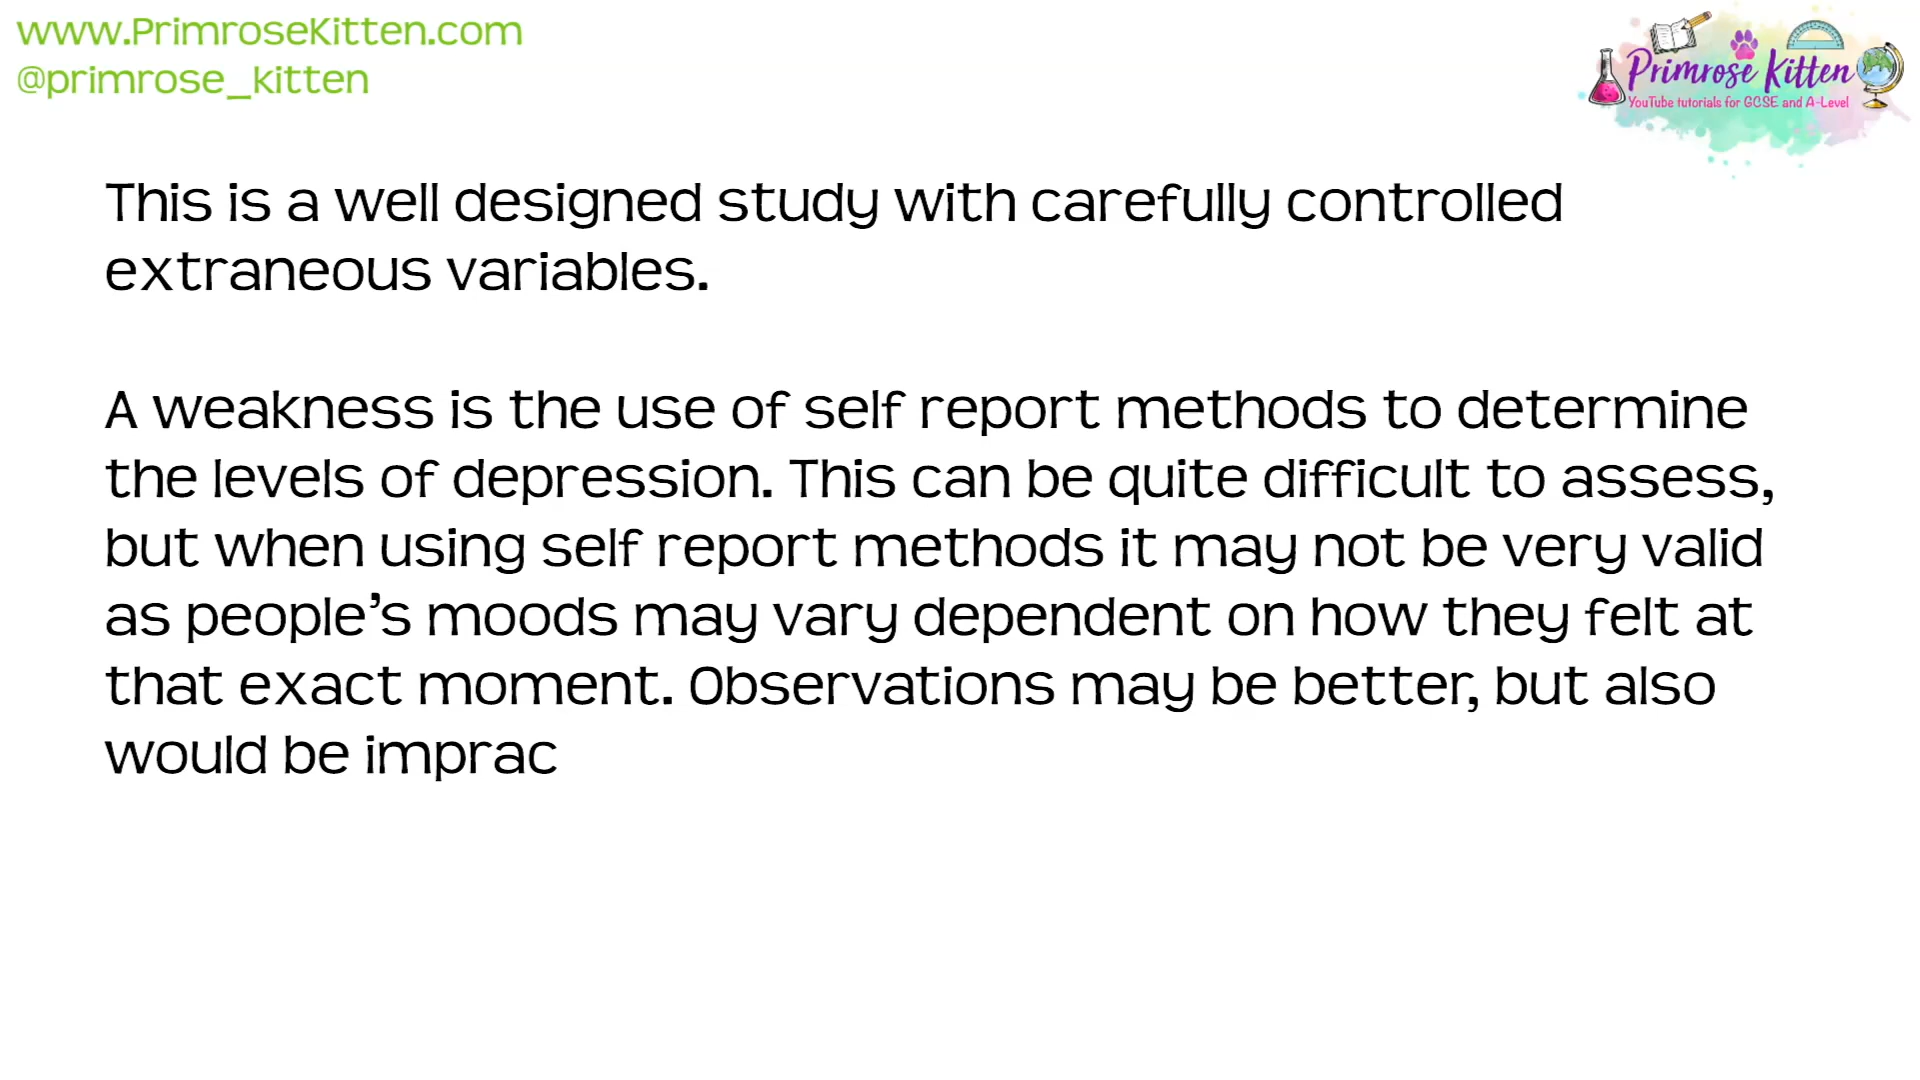 www.PrimroseKitten.com
@primrose_kitten
Primrose Kitten
YouTube tutorials for GCSE and A-Level
This is a well designed study with carefully controlled
extraneous variables.
A weakness is the use of self report methods to determine
the levels of depression. This can be quite difficult to assess,
but when using self report methods it may not be very valid
as people’s moods may vary dependent on how they felt at
that exact moment. Observations may be better, but also
would be imprac